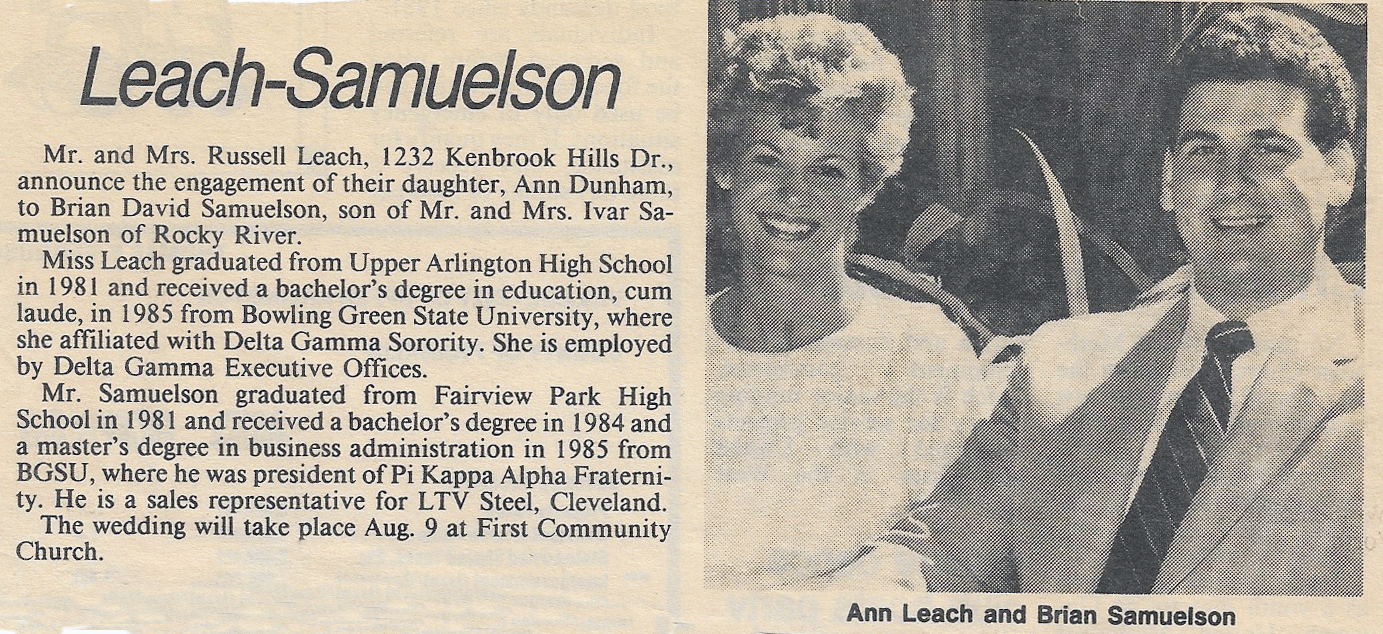 Leach-Samuelson
Mr. and Mrs. Russell Leach, 1232 Kenbrook Hills Dr.,
announce the engagement of their daughter, Ann Dunham,
to Brian David Samuelson, son of Mr. and Mrs. Ivar Sa-
muelson of Rocky River.
Miss Leach graduated from Upper Arlington High School
in 1981 and received a bachelor's degree in education, cum
laude, in 1985 from Bowling Green State University, where
she affiliated with Delta Gamma Sorority. She is employed
by Delta Gamma Executive Offices.
Mr. Samuelson graduated from Fairview Park High
School in 1981 and received a bachelor's degree in 1984 and
a master's degree in business administration in 1985 from
BGSU, where he was president of Pi Kappa Alpha Fraterni-
ty. He is a sales representative for LTV Steel, Cleveland.
The wedding will take place Aug. 9 at First Community
Church.
Ann Leach and Brian Samuelson